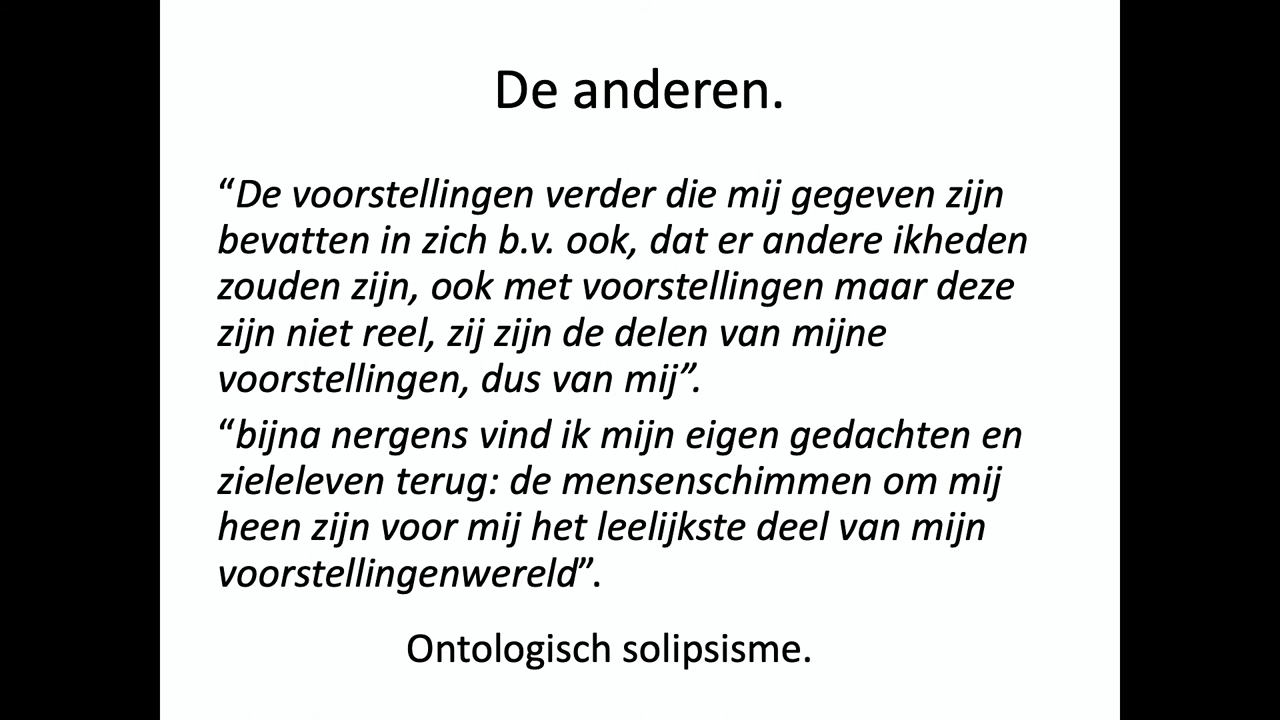 De anderen.
“De voorstellingen verder die mij gegeven zijn
bevatten in zich b.v. ook, dat er andere ikheden
zouden zijn, ook met voorstellingen maar deze
zijn niet reel, zij zijn de delen van mijne
voorstellingen, dus van mij”.
“bijna nergens vind ik mijn eigen gedachten en
zieleleven terug: de mensenschimmen om mij
heen zijn voor mij het leelijkste deel van mijn
voorstellingenwereld”.
Ontologisch solipsisme.